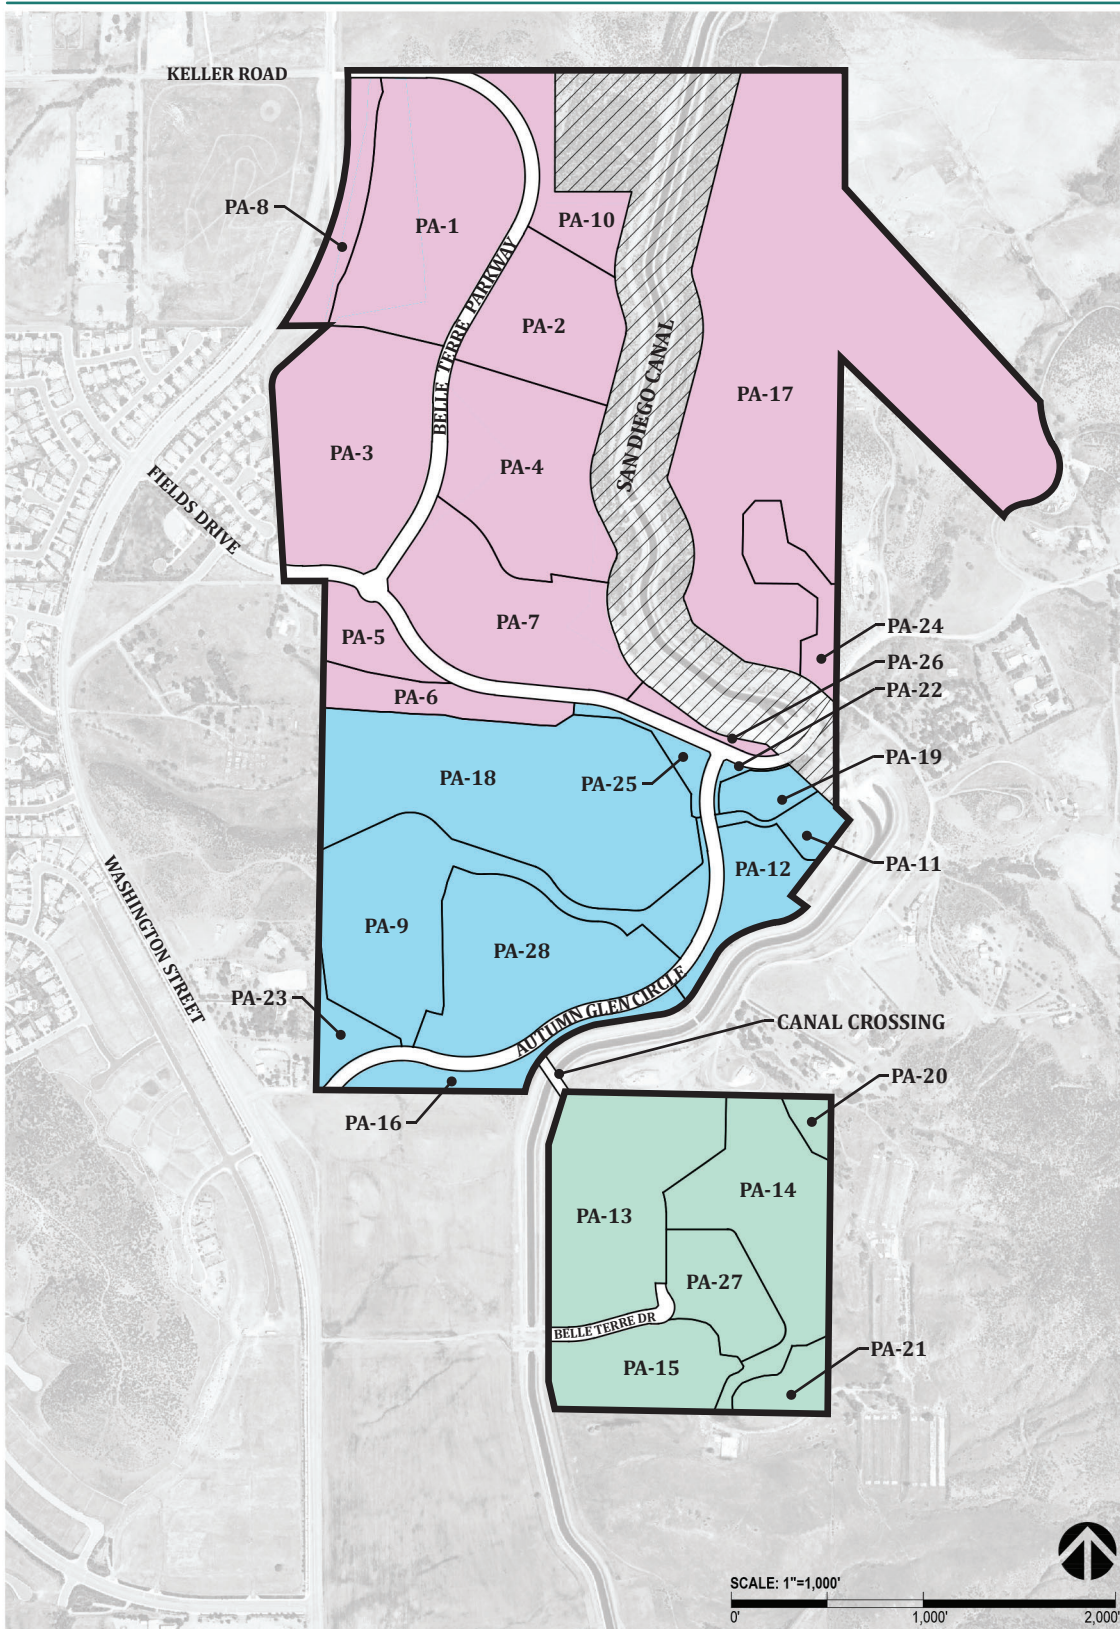 KELLER ROAD
PA-8
PA-1
PA-10
BELLE TERRE PARKWAY
PA-2
SAN DIEGO CANAL
PA-17
PA-3
PA-4
FIELDS DRIVE
PA-7
PA-5
PA-24
PA-26
PA-6
PA-22
PA-19
PA-18
PA-25
PA-11
PA-12
WASHINGTON STREET
PA-9
PA-28
PA-23
AUTUMN GLEN CIRCLE
CANAL CROSSING
PA-20
PA-16
PA-14
PA-13
PA-27
BELLE TERRE DR
PA-21
PA-15
SCALE: 1"=1,000'
0' 1,000' 2,000'